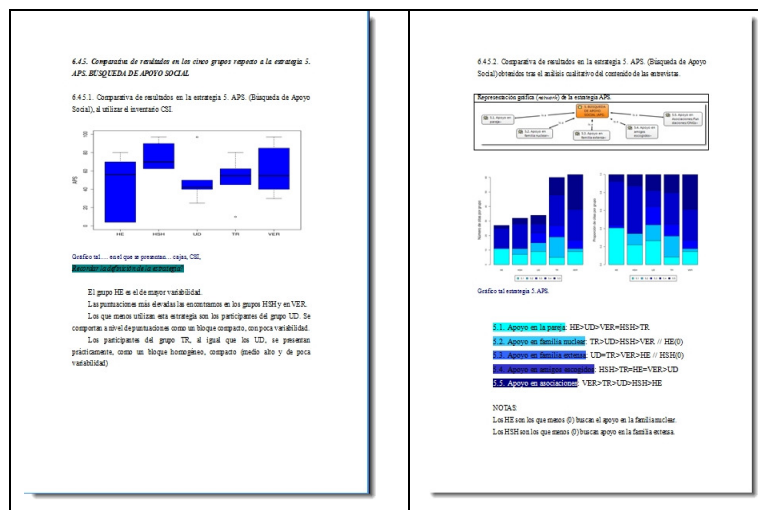 6.4.5. Comparativa de resultados en los cinco grupos respecto a la estrategia 5.
APS. BÚSQUEDA DE APOYO SOCIAL
6.4.5.1. Comparativa de resultados en la estrategia 5. APS. (Búsqueda de Apoyo
Social), al utilizar el inventario CSI.
APS
HE HSH UD TR VER
Gráfico tal.... en el que se presentan... cajas, CSI,
Recordar la definición de la estrategia!
El grupo HE es el de mayor variabilidad.
Las puntuaciones más elevadas las encontramos en los grupos HSH y en VER.
Los que menos utilizan esta estrategia son los participantes del grupo UD. Se
comportan a nivel de puntuaciones como un bloque compacto, con poca variabilidad.
Los participantes del grupo TR, al igual que los UD, se presentan
prácticamente, como un bloque homogéneo, compacto (medio alto y de poca
variabilidad)
6.4.5.2. Comparativa de resultados en la estrategia 5. APS. (Búsqueda de Apoyo
Social) obtenidos tras el análisis cualitativo del contenido de las entrevistas.
Representación gráfica (network) de la estrategia APS.
Gráfico tal estrategia 5. APS.
5.1. Apoyo en la pareja: HE>UD>VER=HSH>TR
5.2. Apoyo en familia nuclear: TR>UD>HSH>VER // HE(0)
5.3. Apoyo en familia extensa: UD=TR>VER>HE // HSH(0)
5.4. Apoyo en amigos escogidos: HSH>TR=HE=VER>UD
5.5. Apoyo en asociaciones: VER>TR>UD>HSH>HE
NOTAS:
Los HE son los que menos (0) buscan el apoyo en la familia nuclear.
Los HSH son los que menos (0) buscan apoyo en la familia extensa.